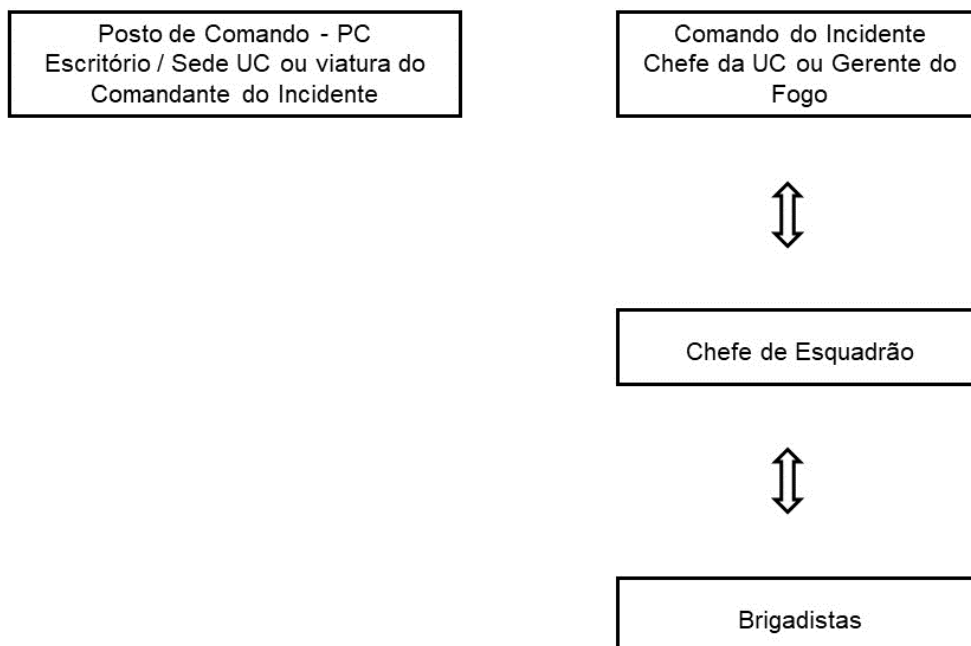 Posto de Comando - PC
Escritório / Sede UC ou viatura do
Comandante do Incidente
Comando do Incidente
Chefe da UC ou Gerente do
Fogo
Chefe de Esquadrão
Brigadistas